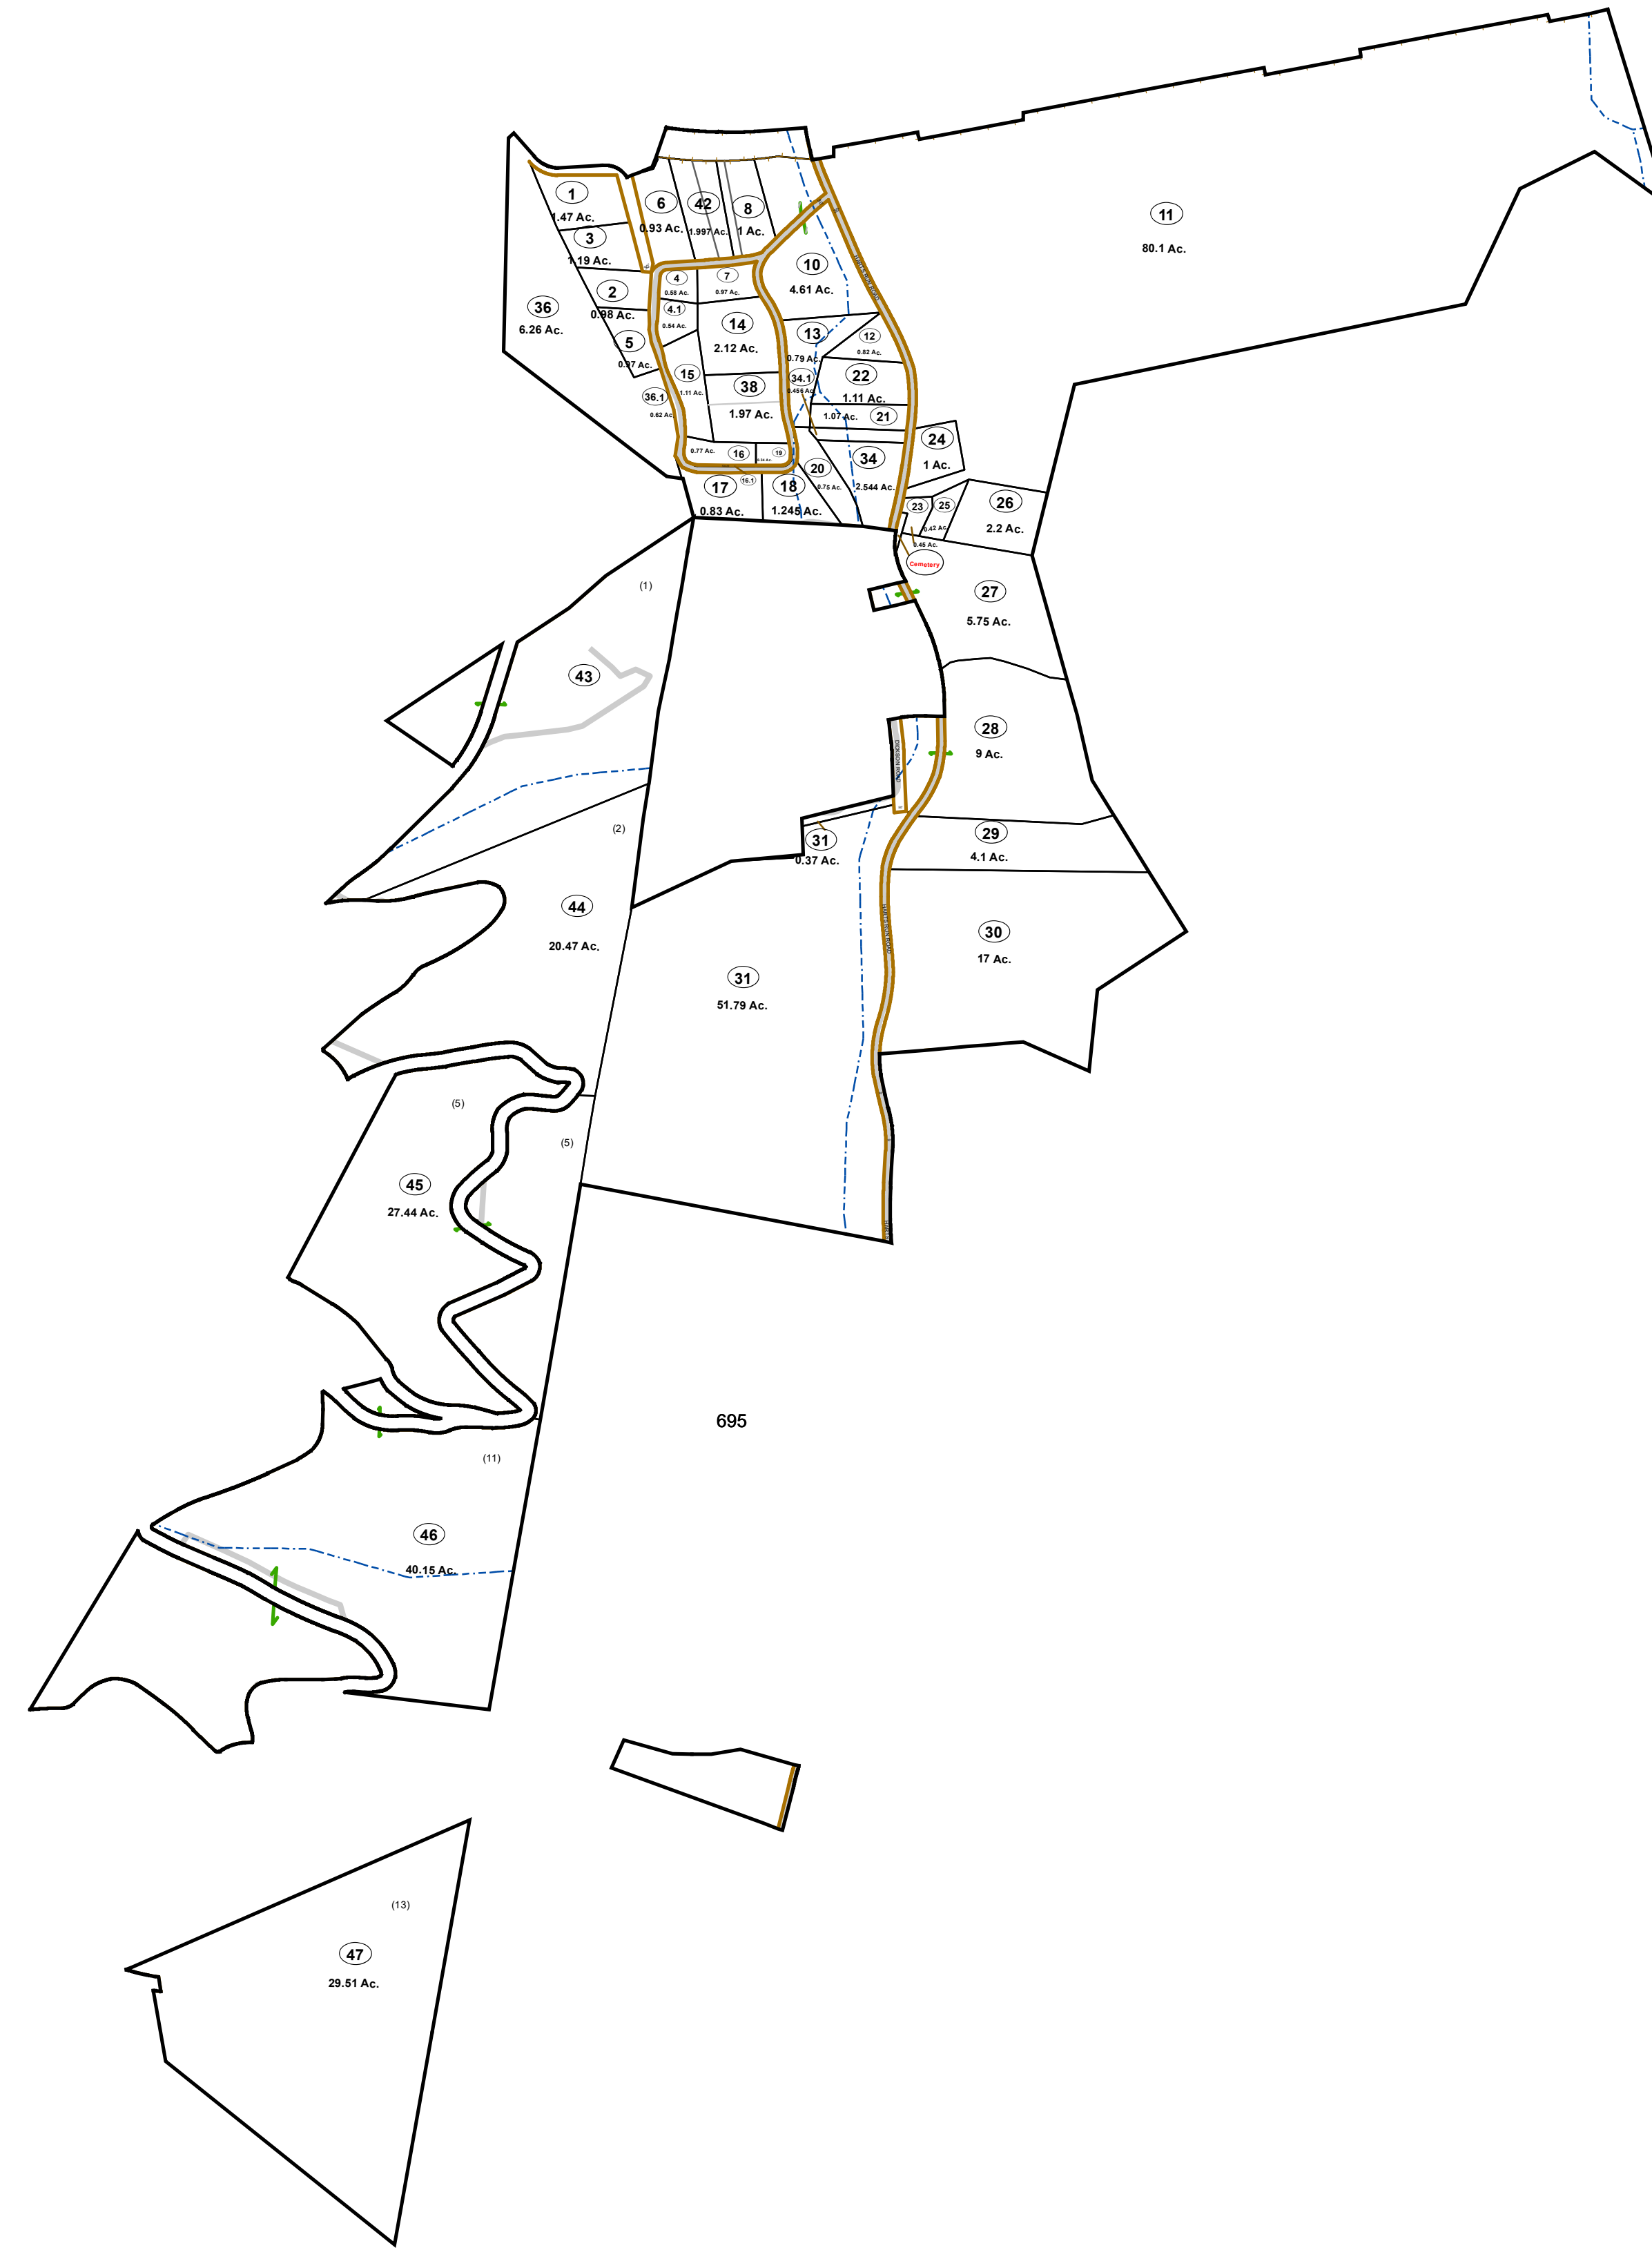 1
1.47 Ac.
6
0.93 Ac.
42
1.997 Ac.
8
1 Ac.
11
80.1 Ac.
3
1.19 Ac.
10
4.61 Ac.
4
0.58 Ac.
7
0.97 Ac.
2
0.98 Ac.
36
6.26 Ac.
4.1
0.54 Ac.
14
2.12 Ac.
13
0.79 Ac.
12
0.82 Ac.
5
0.97 Ac.
15
1.11 Ac.
38
1.97 Ac.
34.1
0.456 Ac.
22
1.11 Ac.
36.1
0.62 Ac.
1.07 Ac.
21
24
1 Ac.
0.77 Ac.
16
19
20
0.75 Ac.
34
2.544 Ac.
16.1
17
0.83 Ac.
18
1.245 Ac.
23
25
0.42 Ac.
26
2.2 Ac.
0.45 Ac.
Cemetery
(1)
27
5.75 Ac.
43
28
9 Ac.
DICKSON ROAD
(2)
31
0.37 Ac.
29
4.1 Ac.
44
20.47 Ac.
30
17 Ac.
31
51.79 Ac.
(5)
(5)
45
27.44 Ac.
695
(11)
46
40.15 Ac.
(13)
47
29.51 Ac.